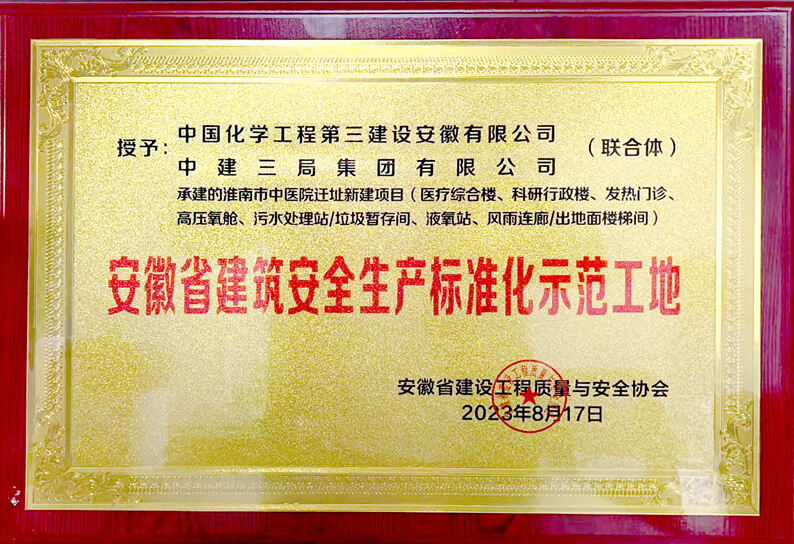 授予：中国化学工程第三建设安徽有限公司
中建三局集团有限公司（联合体）
承建的淮南市中医院迁址新建项目（医疗综合楼、科研行政楼、发热门诊、
高压氧舱、污水处理站/垃圾暂存间、液氧站、风雨连廊/出地面楼梯间）
安徽省建筑安全生产标准化示范工地
安徽省建设工程质量与安全协会
2023年8月17日